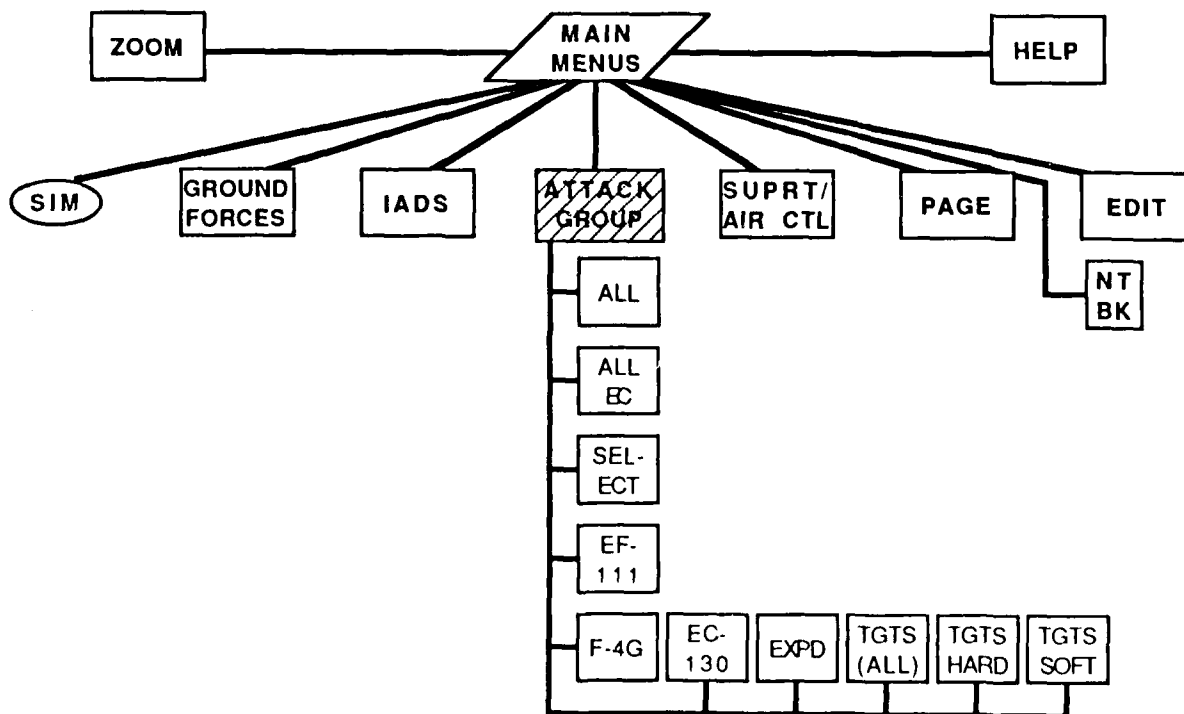 ZOOM
MAIN
MENUS
HELP
SIM
GROUND
FORCES
IADS
ATTACK
GROUP
SUPRT/
AIR CTL
PAGE
EDIT
NT
BK
ALL
ALL
EC
SEL-
ECT
EF-
111
F-4G
EC-
130
EXPD
TGTS
(ALL)
TGTS
HARD
TGTS
SOFT